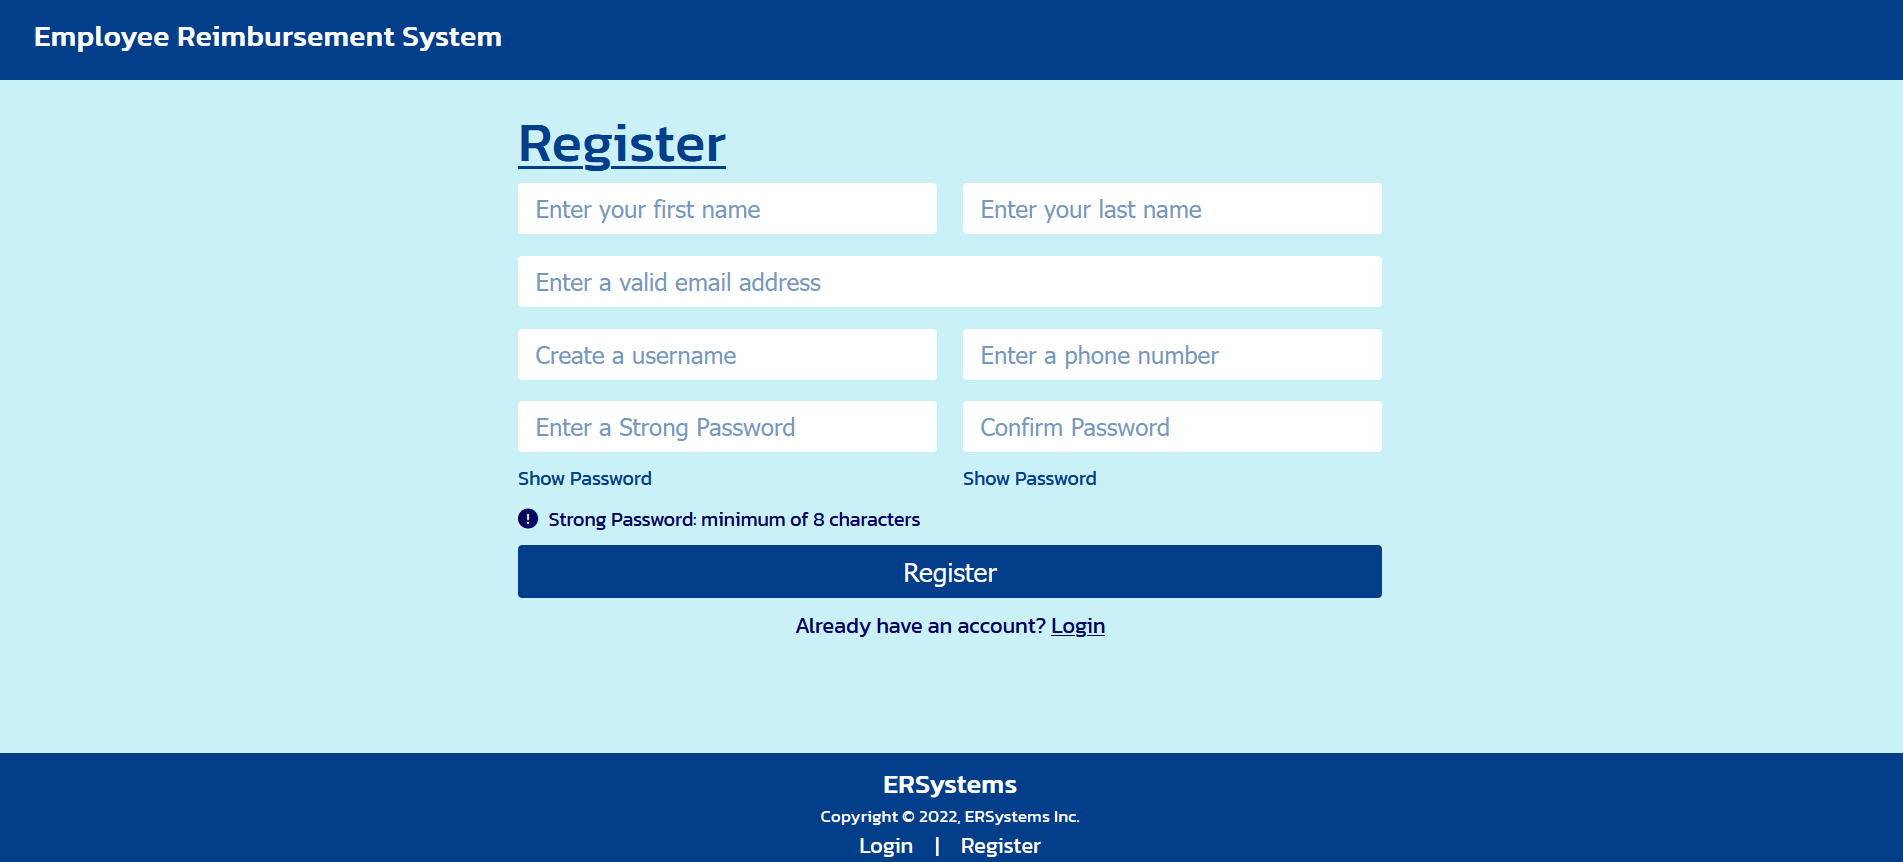 Employee Reimbursement System
Register
Enter your first name
Enter your last name
Enter a valid email address
Create a username
Enter a phone number
Enter a Strong Password
Confirm Password
Show Password
Show Password
! Strong Password: minimum of 8 characters
Register
Already have an account? Login
ERSystems
Copyright © 2022, ERSystems Inc.
Login | Register